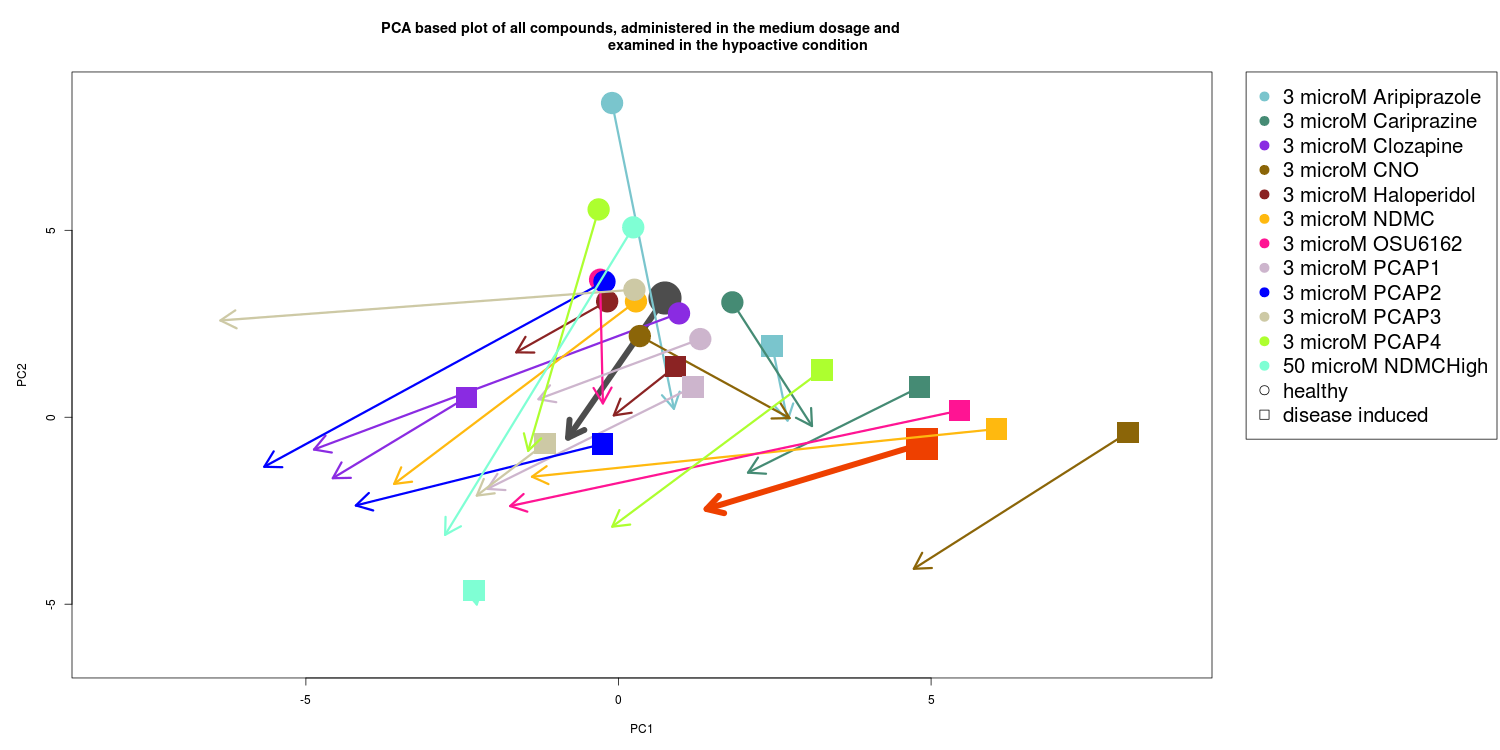 PCA based plot of all compounds, administered in the medium dosage and
examined in the hypoactive condition
3 microM Aripiprazole
3 microM Cariprazine
3 microM Clozapine
3 microM CNO
3 microM Haloperidol
3 microM NDMC
3 microM OSU6162
3 microM PCAP1
3 microM PCAP2
3 microM PCAP3
3 microM PCAP4
50 microM NDMCHigh
healthy
disease induced
PC2
5
0
-5
-5 0 5
PC1